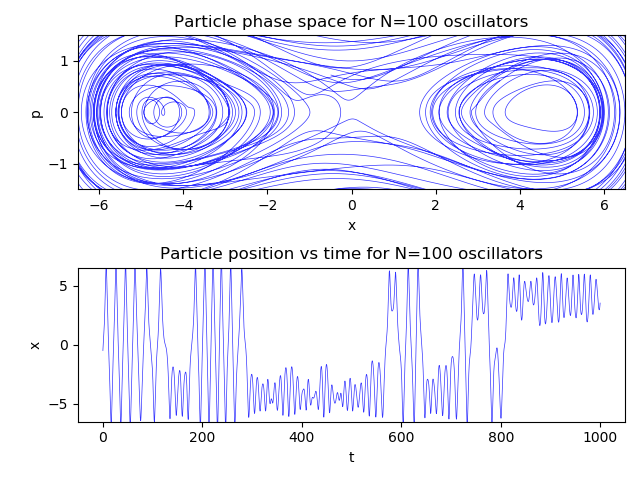 Particle phase space for N=100 oscillators
1
0
−1
p
−6 −4 −2 0 2 4 6
x
Particle position vs time for N=100 oscillators
5
0
−5
x
0 200 400 600 800 1000
t